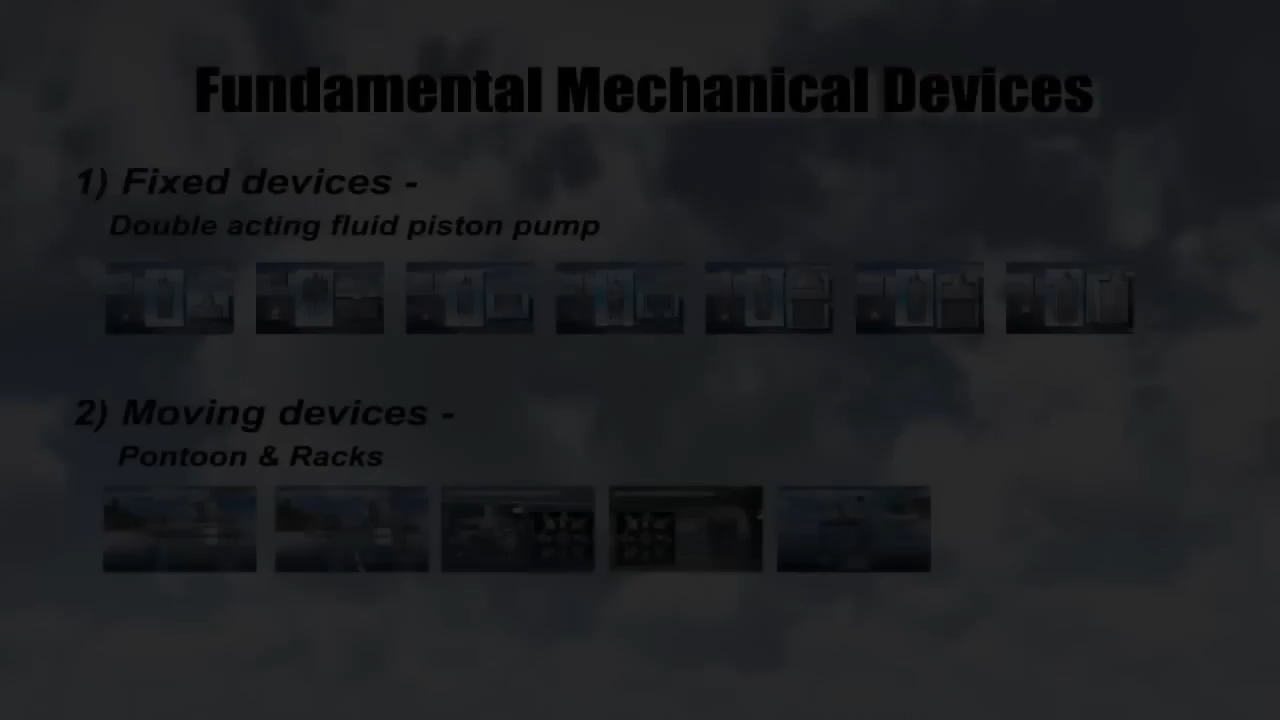 Fundamental Mechanical Devices
1) Fixed devices -
Double acting fluid piston pump
2) Moving devices -
Pontoon & Racks